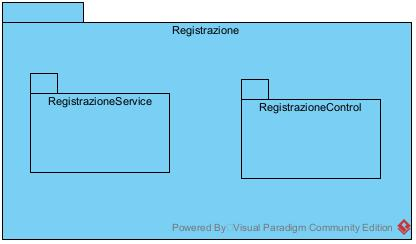 Registrazione
RegistrazioneService
RegistrazioneControl
Powered By Visual Paradigm Community Edition